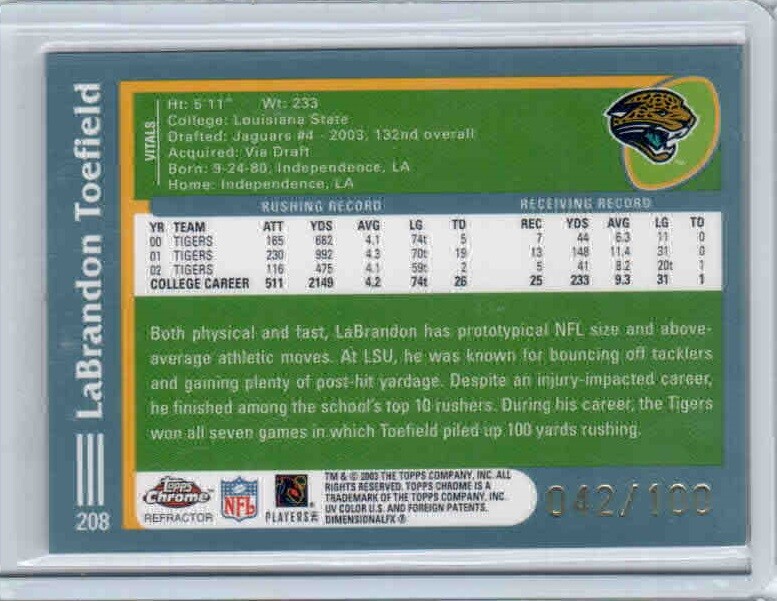 LaBrandon Toefield
208
VITALS
Ht: 5'11" Wt: 233
College: Louisiana State
Drafted: Jaguars #4 - 2003, 132nd overall
Acquired: Via Draft
Born: 9-24-80, Independence, LA
Home: Independence, LA
RUSHING RECORD RECEIVING RECORD
YR TEAM ATT YDS AVG LG TD REC YDS AVG LG TD
00 TIGERS 165 682 4.1 74t 5 7 44 6.3 11 0
01 TIGERS 230 992 4.3 70t 19 13 148 11.4 31 0
02 TIGERS 116 475 4.1 59t 2 5 41 8.2 20t 1
COLLEGE CAREER 511 2149 4.2 74t 26 25 233 9.3 31 1
Both physical and fast, LaBrandon has prototypical NFL size and above-
average athletic moves. At LSU, he was known for bouncing off tacklers
and gaining plenty of post-hit yardage. Despite an injury-impacted career,
he finished among the school's top 10 rushers. During his career, the Tigers
won all seven games in which Toefield piled up 100 yards rushing.
Topps
Chrome
REFRACTOR
NFL
PLAYERS
TM & © 2003 THE TOPPS COMPANY, INC. ALL
RIGHTS RESERVED. TOPPS CHROME IS A
TRADEMARK OF THE TOPPS COMPANY, INC.
UV COLOR U.S. AND FOREIGN PATENTS.
DIMENSIONALFX ®
042/100